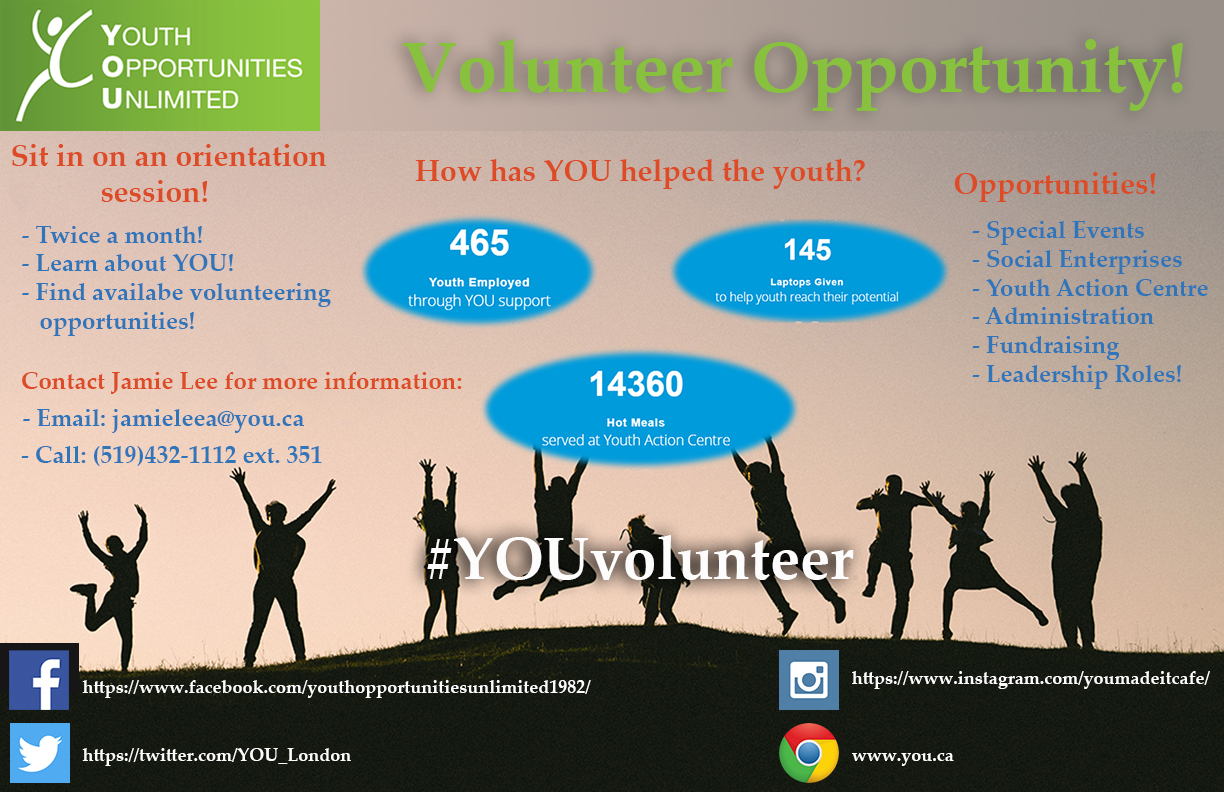 YOUTH
OPPORTUNITIES
UNLIMITED
Volunteer Opportunity!
Sit in on an orientation
session!
- Twice a month!
- Learn about YOU!
- Find availabe volunteering
opportunities!
Contact Jamie Lee for more information:
- Email: jamieleea@you.ca
- Call: (519)432-1112 ext. 351
How has YOU helped the youth?
465
Youth Employed
through YOU support
145
Laptops Given
to help youth reach their potential
14360
Hot Meals
served at Youth Action Centre
Opportunities!
- Special Events
- Social Enterprises
- Youth Action Centre
- Administration
- Fundraising
- Leadership Roles!
#YOUvolunteer
https://www.facebook.com/youthopportunitiesunlimited1982/
https://twitter.com/YOU_London
https://www.instagram.com/youmadeitcafe/
www.you.ca